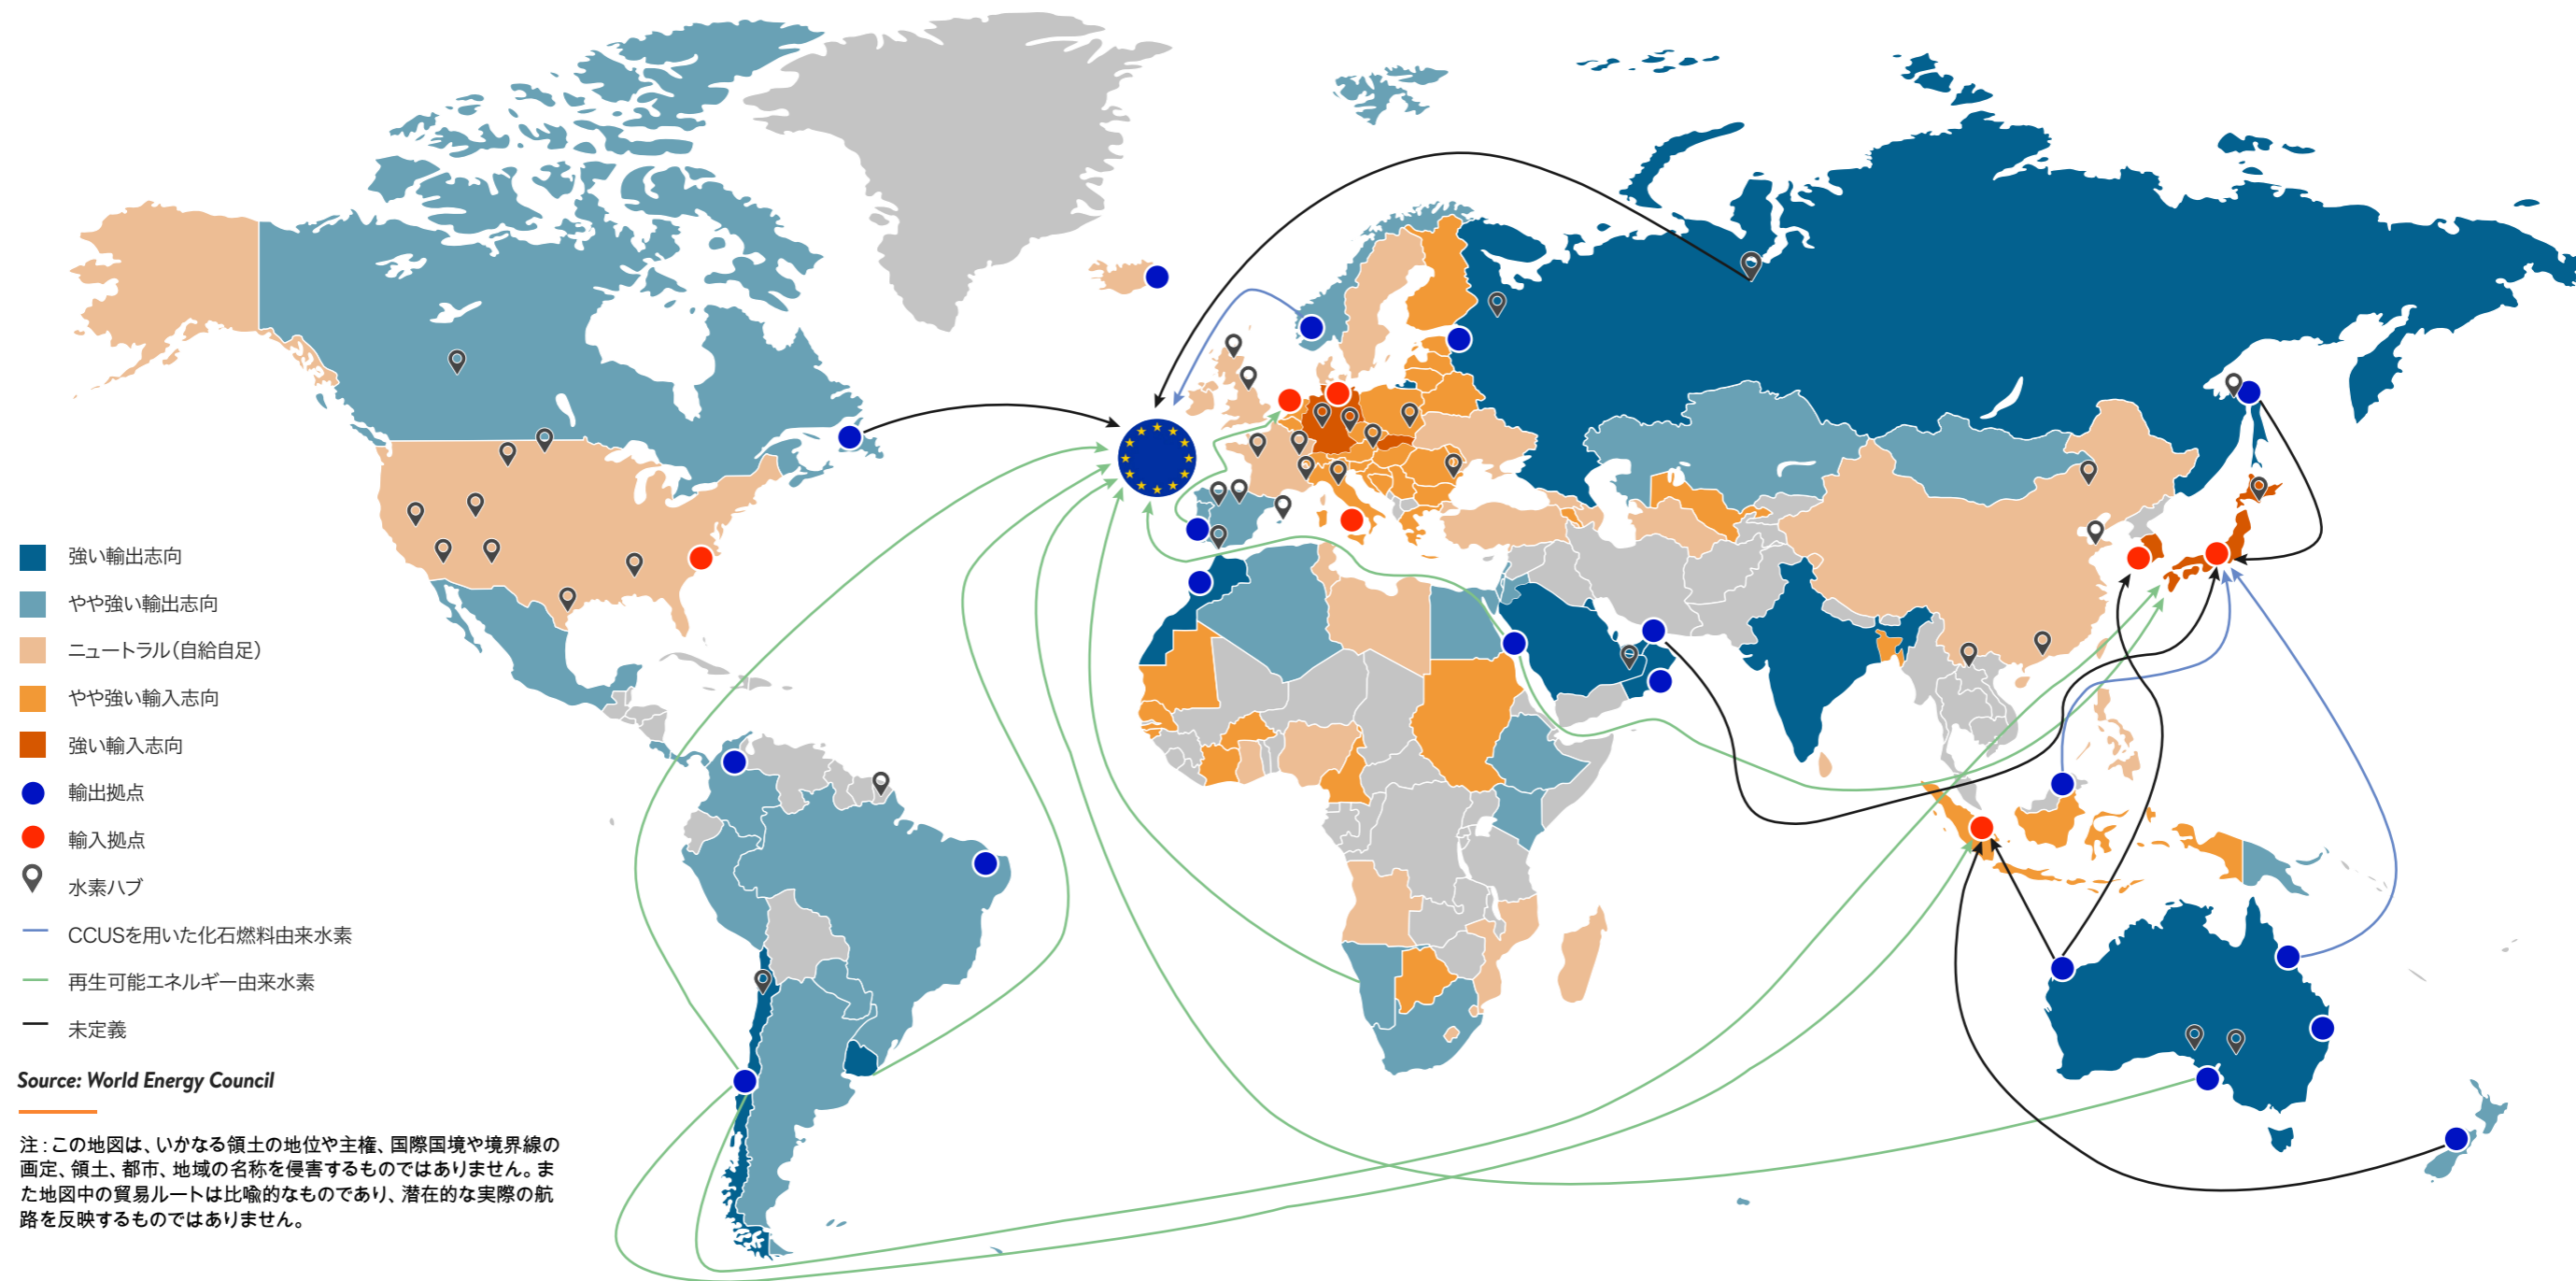 強い輸出志向
やや強い輸出志向
ニュートラル（自給自足）
やや強い輸入志向
強い輸入志向
輸出拠点
輸入拠点
水素ハブ
CCUSを用いた化石燃料由来水素
再生可能エネルギー由来水素
未定義
Source: World Energy Council
注：この地図は、いかなる領土の地位や主権、国際国境や境界線の
画定、領土、都市、地域の名称を侵害するものではありません。ま
た地図中の貿易ルートは比喩的なものであり、潜在的な実際の航
路を反映するものではありません。